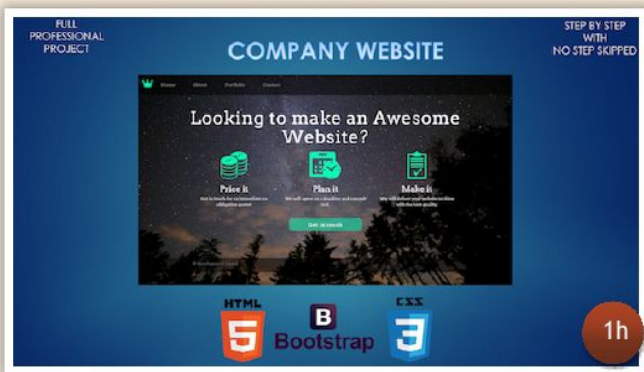 FULL
PROFESSIONAL
PROJECT
STEP BY STEP
WITH
NO STEP SKIPPED
COMPANY WEBSITE
Home About Portfolio Contact
Looking to make an Awesome
Website?
Price it Plan it Make it
Get in touch
HTML
5
B
Bootstrap
CSS
3
1h